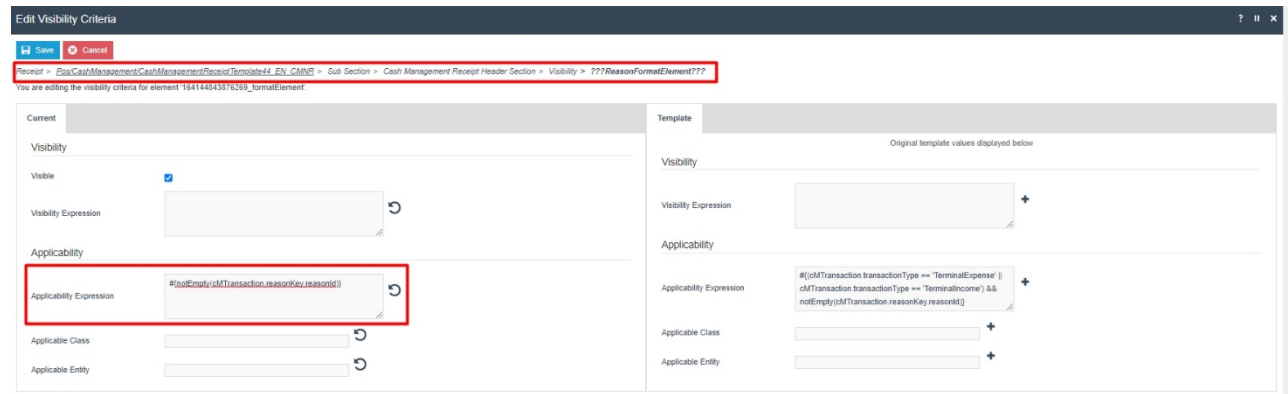 Edit Visibility Criteria
?
Save Cancel
Receipt > Pos/CashManagement/CashManagementReceiptTemplate44_EN_CMNR > Sub Section > Cash Management Receipt Header Section > Visibility > ???ReasonFormatElement???
You are editing the visibility criteria for element '164144843876269_formatElement'.
Current
Visibility
Visible
Visibility Expression
Applicability
Applicability Expression
#{notEmpty(cMTransaction.reasonKey.reasonId)}
Applicable Class
Applicable Entity
Template
Original template values displayed below
Visibility
Visibility Expression
Applicability
Applicability Expression
#{(cMTransaction.transactionType == 'TerminalExpense' ||
cMTransaction.transactionType == 'TerminalIncome') &&
notEmpty(cMTransaction.reasonKey.reasonId)}
Applicable Class
Applicable Entity